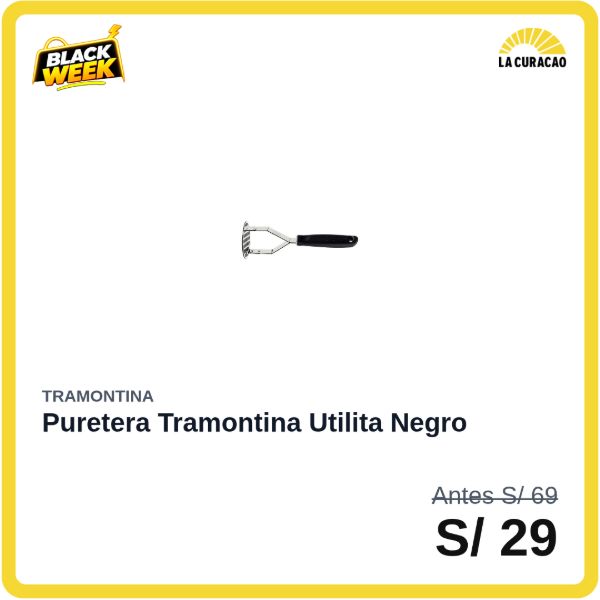 BLACK
WEEK
LA CURACAO
TRAMONTINA
Puretera Tramontina Utilita Negro
Antes S/ 69
S/ 29